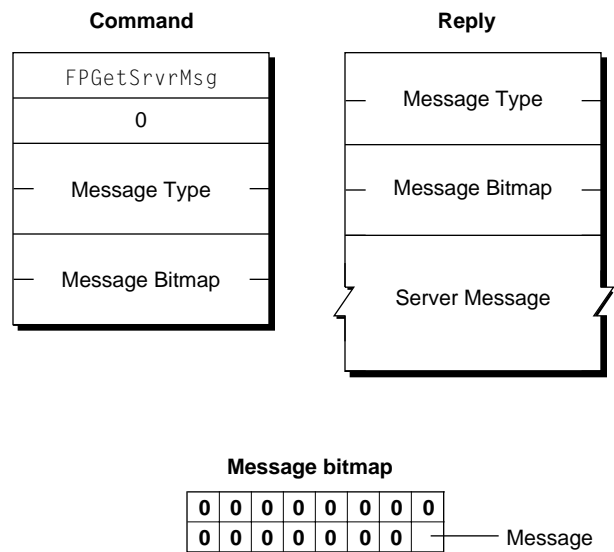 Command
FPGetSrvrMsg
0
Message Type
Message Bitmap
Reply
Message Type
Message Bitmap
Server Message
Message bitmap
0 0 0 0 0 0 0 0
0 0 0 0 0 0 0
Message